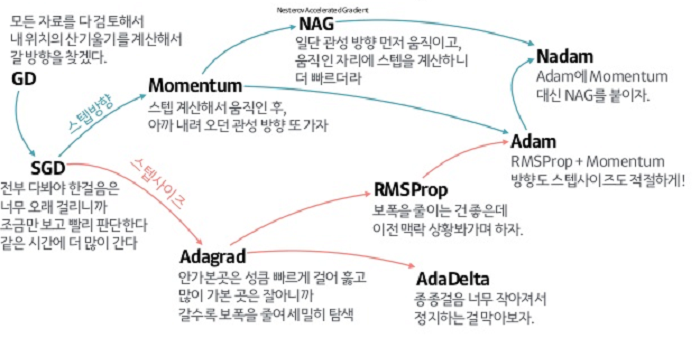 모든 자료를 다 검토해서
내 위치의 산기울기를 계산해서
갈 방향을 찾겠다.
GD
Nesterov Accelerated Gradient
NAG
일단 관성 방향 먼저 움직이고,
움직인 자리에 스텝을 계산하니
더 빠르더라
Nadam
Adam에 Momentum
대신 NAG를 붙이자.
Momentum
스텝 계산해서 움직인 후,
아까 내려 오던 관성 방향 또 가자
스텝방향
Adam
RMSProp + Momentum
방향도 스텝사이즈도 적절하게!
SGD
전부 다봐야 한걸음은
너무 오래 걸리니까
조금만 보고 빨리 판단한다
같은 시간에 더 많이 간다
스텝사이즈
RMSProp
보폭을 줄이는 건 좋은데
이전 맥락 상황봐가며 하자.
Adagrad
안가본곳은 성큼 빠르게 걸어 훓고
많이 가본 곳은 잘아니까
갈수록 보폭을 줄여 세밀히 탐색
AdaDelta
종종걸음 너무 작아져서
정지하는걸 막아보자.